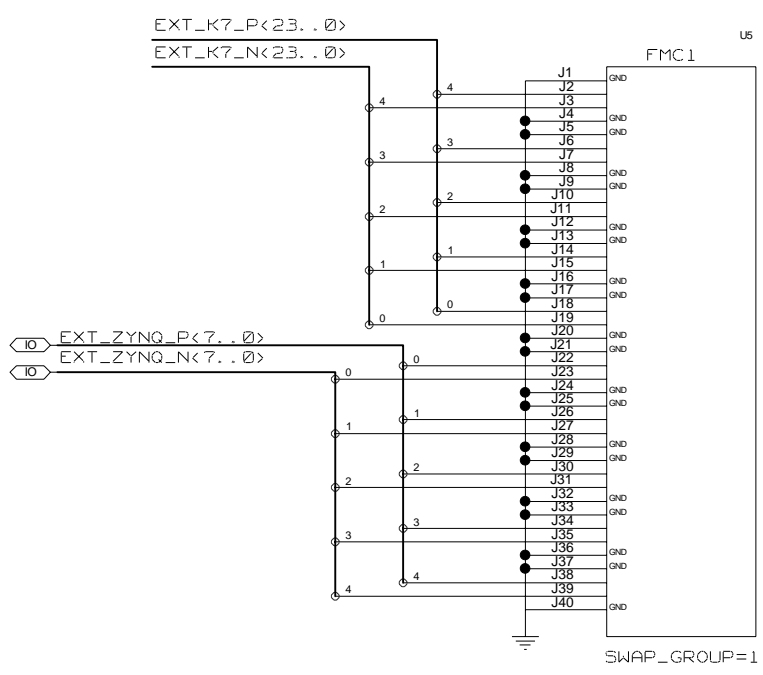 EXT_K7_P<23..0>
EXT_K7_N<23..0>
U5
FMC1
J1 GND
4 J2
4 J3
J4 GND
J5 GND
3 J6
3 J7
J8 GND
J9 GND
2 J10
2 J11
J12 GND
J13 GND
1 J14
1 J15
J16 GND
J17 GND
0 J18
0 J19
J20 GND
IO EXT_ZYNQ_P<7..0>
J21 GND
IO EXT_ZYNQ_N<7..0>
0 J22
0 J23
J24 GND
J25 GND
1 J26
1 J27
J28 GND
J29 GND
2 J30
2 J31
J32 GND
J33 GND
3 J34
3 J35
J36 GND
J37 GND
4 J38
4 J39
J40 GND
SWAP_GROUP=1